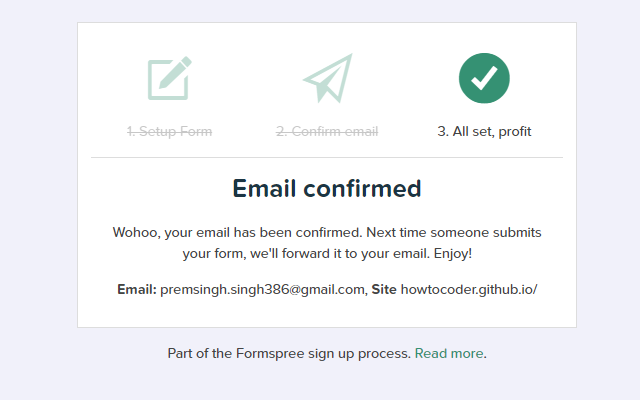 1. Setup Form
2. Confirm email
3. All set, profit
Email confirmed
Wohoo, your email has been confirmed. Next time someone submits
your form, we'll forward it to your email. Enjoy!
Email: premsingh.singh386@gmail.com, Site howtocoder.github.io/
Part of the Formspree sign up process. Read more.